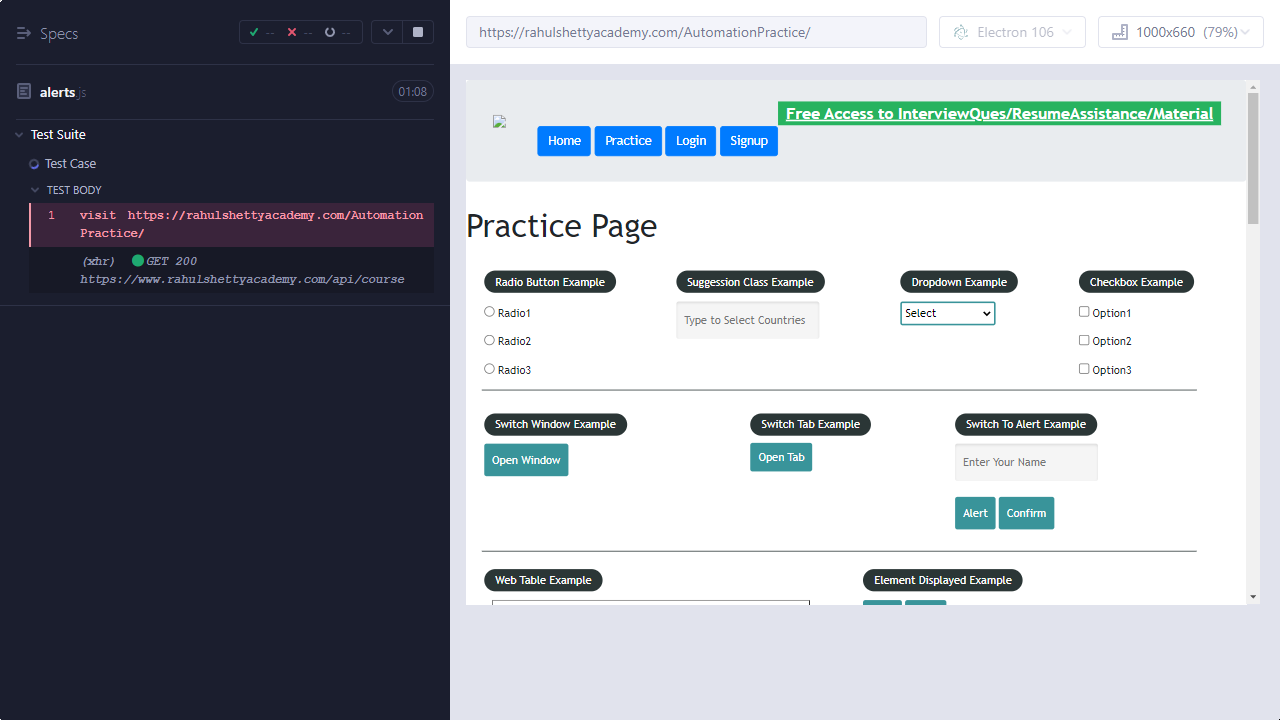 Specs
-- -- --
alerts.js
01:08
Test Suite
Test Case
TEST BODY
1 visit https://rahulshettyacademy.com/Automation
Practice/
(xhr) GET 200
https://www.rahulshettyacademy.com/api/course
https://rahulshettyacademy.com/AutomationPractice/
Electron 106
1000x660 (79%)
Free Access to InterviewQues/ResumeAssistance/Material
Home Practice Login Signup
Practice Page
Radio Button Example
Radio1
Radio2
Radio3
Suggession Class Example
Type to Select Countries
Dropdown Example
Select
Checkbox Example
Option1
Option2
Option3
Switch Window Example
Open Window
Switch Tab Example
Open Tab
Switch To Alert Example
Enter Your Name
Alert Confirm
Web Table Example
Element Displayed Example